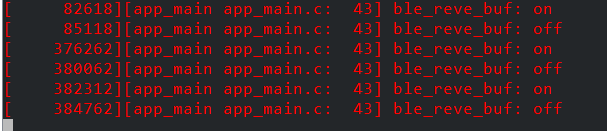 [     82618][app_main app_main.c:  43] ble_reve_buf: on
[     85118][app_main app_main.c:  43] ble_reve_buf: off
[    376262][app_main app_main.c:  43] ble_reve_buf: on
[    380062][app_main app_main.c:  43] ble_reve_buf: off
[    382312][app_main app_main.c:  43] ble_reve_buf: on
[    384762][app_main app_main.c:  43] ble_reve_buf: off